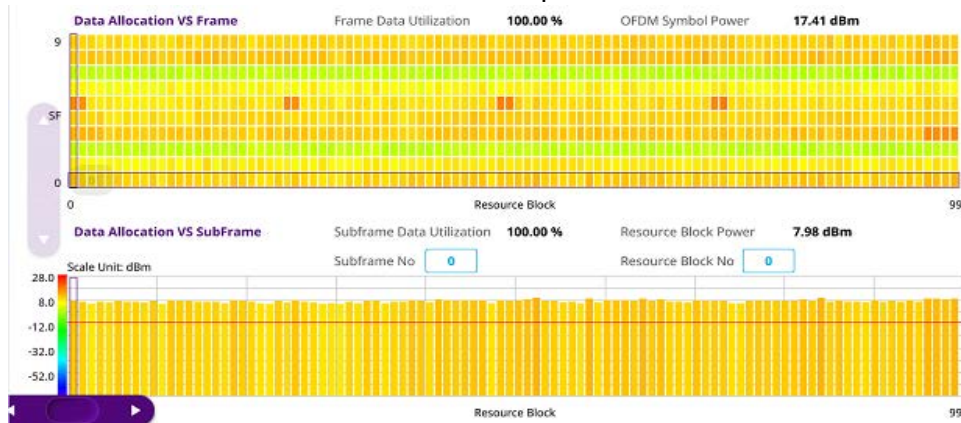 Data Allocation VS Frame Frame Data Utilization 100.00 % OFDM Symbol Power 17.41 dBm
9
SF
0
0 Resource Block 99
Data Allocation VS SubFrame Subframe Data Utilization 100.00 % Resource Block Power 7.98 dBm
Subframe No 0 Resource Block No 0
Scale Unit: dBm
28.0
8.0
-12.0
-32.0
-52.0
Resource Block 99